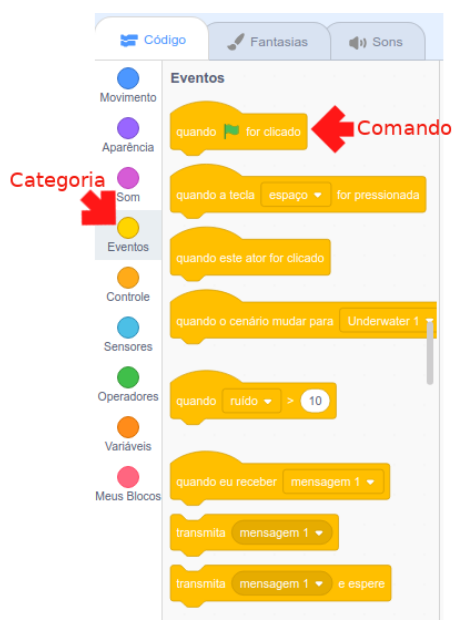 Código Fantasias Sons
Movimento
Aparência
Som
Eventos
Controle
Sensores
Operadores
Variáveis
Meus Blocos
Categoria
Eventos
quando for clicado
Comando
quando a tecla espaço for pressionada
quando este ator for clicado
quando o cenário mudar para Underwater 1
quando ruído > 10
quando eu receber mensagem 1
transmita mensagem 1
transmita mensagem 1 e espere